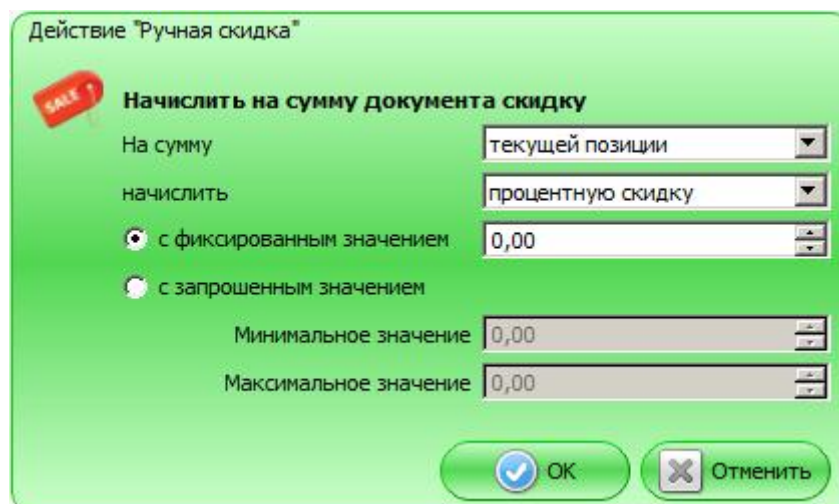 Действие "Ручная скидка"
SALE
Начислить на сумму документа скидку
На сумму текущей позиции
начислить процентную скидку
с фиксированным значением 0,00
с запрошенным значением
Минимальное значение 0,00
Максимальное значение 0,00
OK Отменить